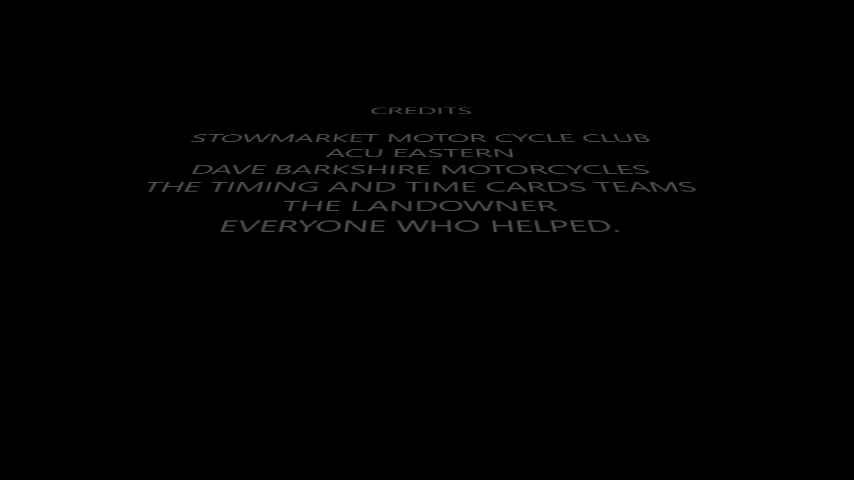 CREDITS
STOWMARKET MOTOR CYCLE CLUB
ACU EASTERN
DAVE BARKSHIRE MOTORCYCLES
THE TIMING AND TIME CARDS TEAMS
THE LANDOWNER
EVERYONE WHO HELPED.